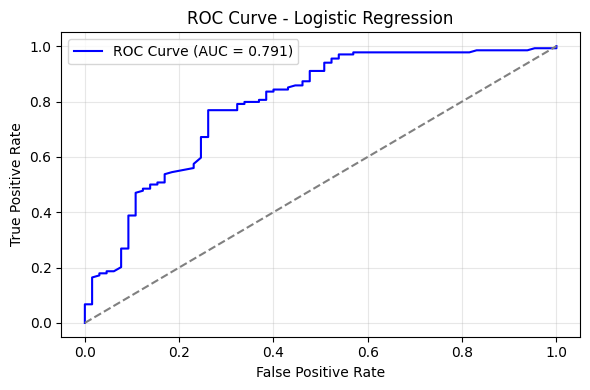 ROC Curve - Logistic Regression
ROC Curve (AUC = 0.791)
True Positive Rate
1.0
0.8
0.6
0.4
0.2
0.0
0.0 0.2 0.4 0.6 0.8 1.0
False Positive Rate